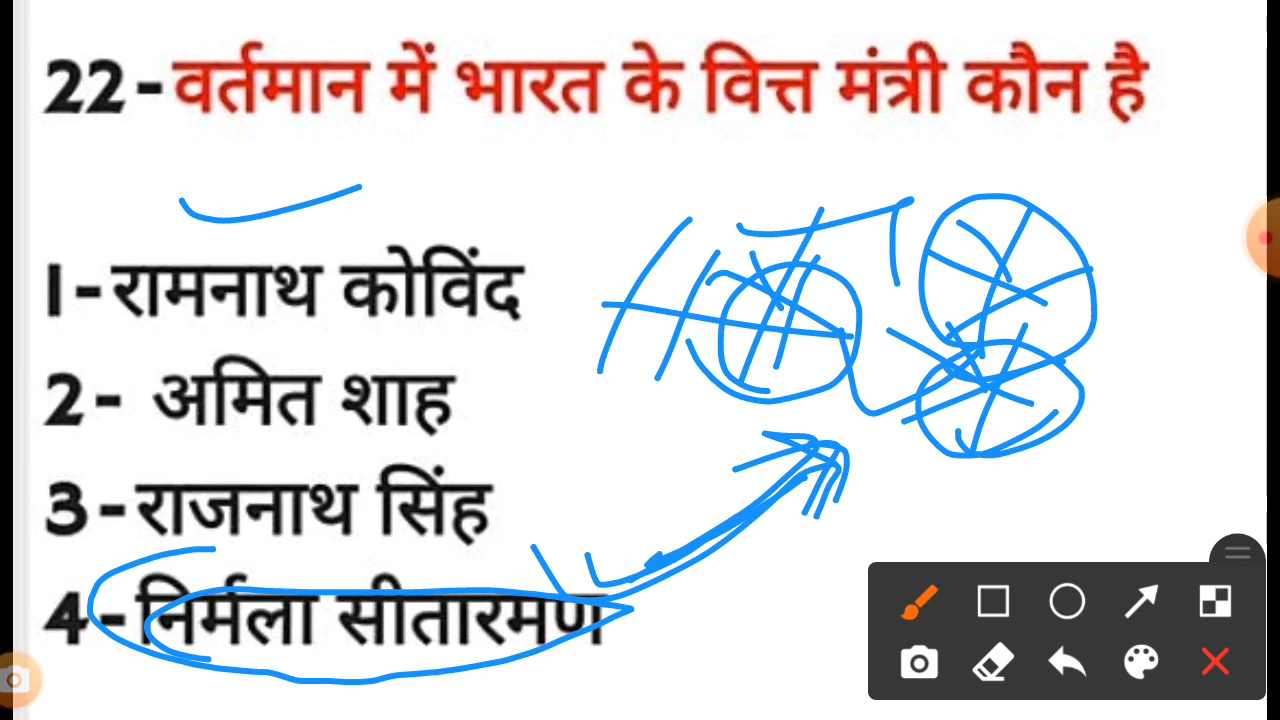 22-वर्तमान में भारत के वित्त मंत्री कौन है
1-रामनाथ कोविंद
2- अमित शाह
3-राजनाथ सिंह
4-निर्मला सीतारमण